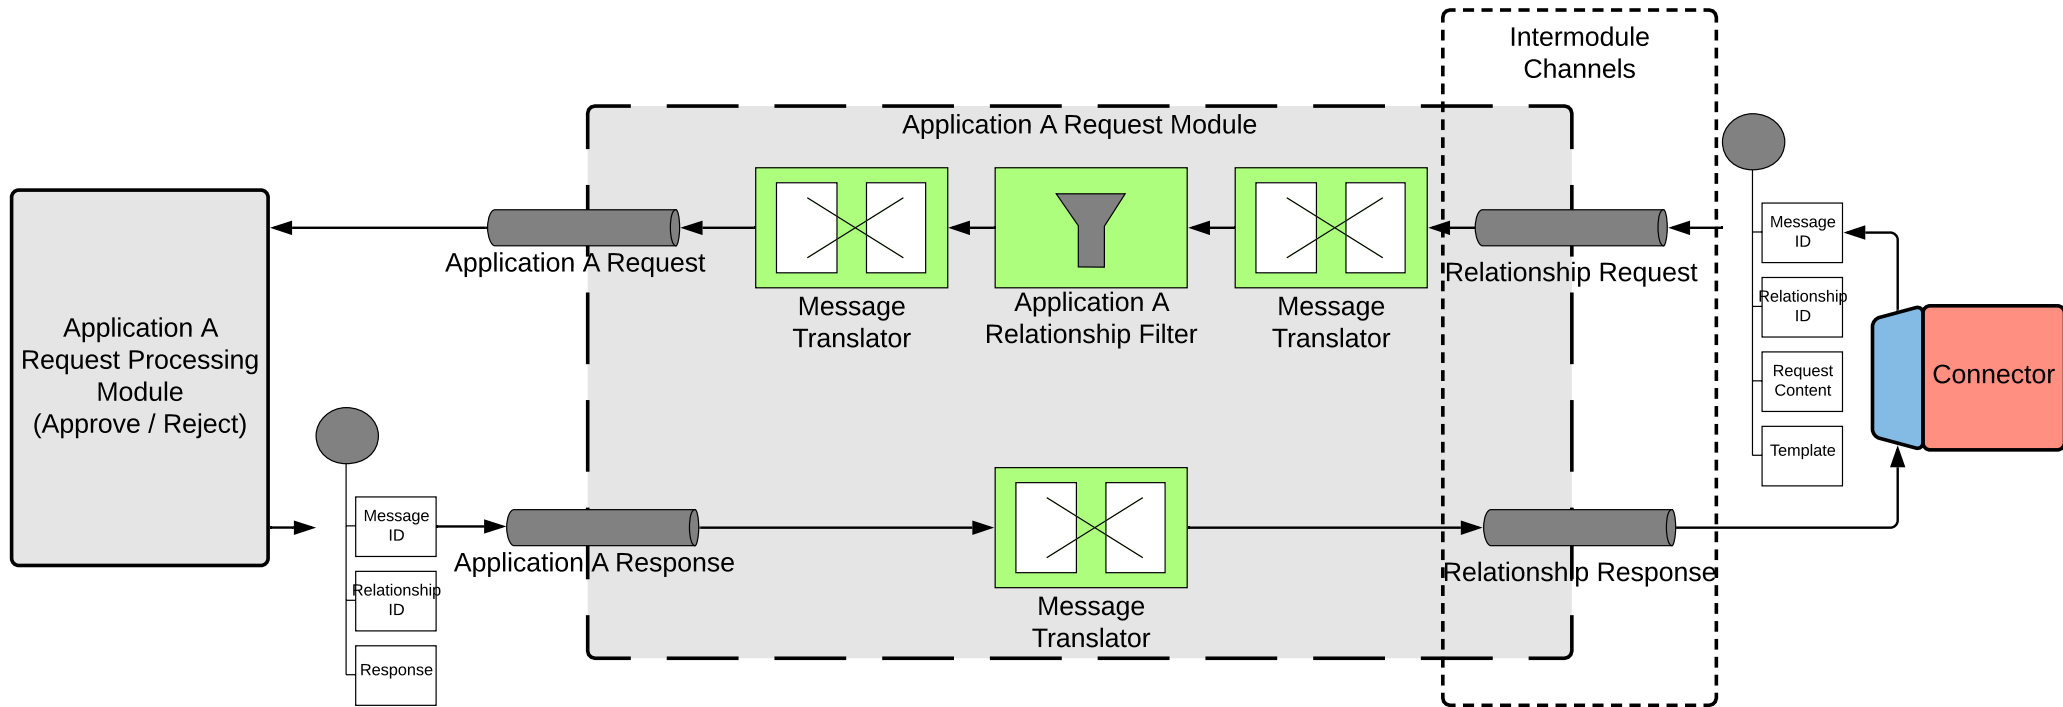 Intermodule
Channels
Application A Request Module
Application A Request
Message
Translator
Application A
Relationship Filter
Message
Translator
Relationship Request
Message
ID
Relationship
ID
Request
Content
Template
Connector
Application A
Request Processing
Module
(Approve / Reject)
Message
ID
Relationship
ID
Response
Application A Response
Message
Translator
Relationship Response